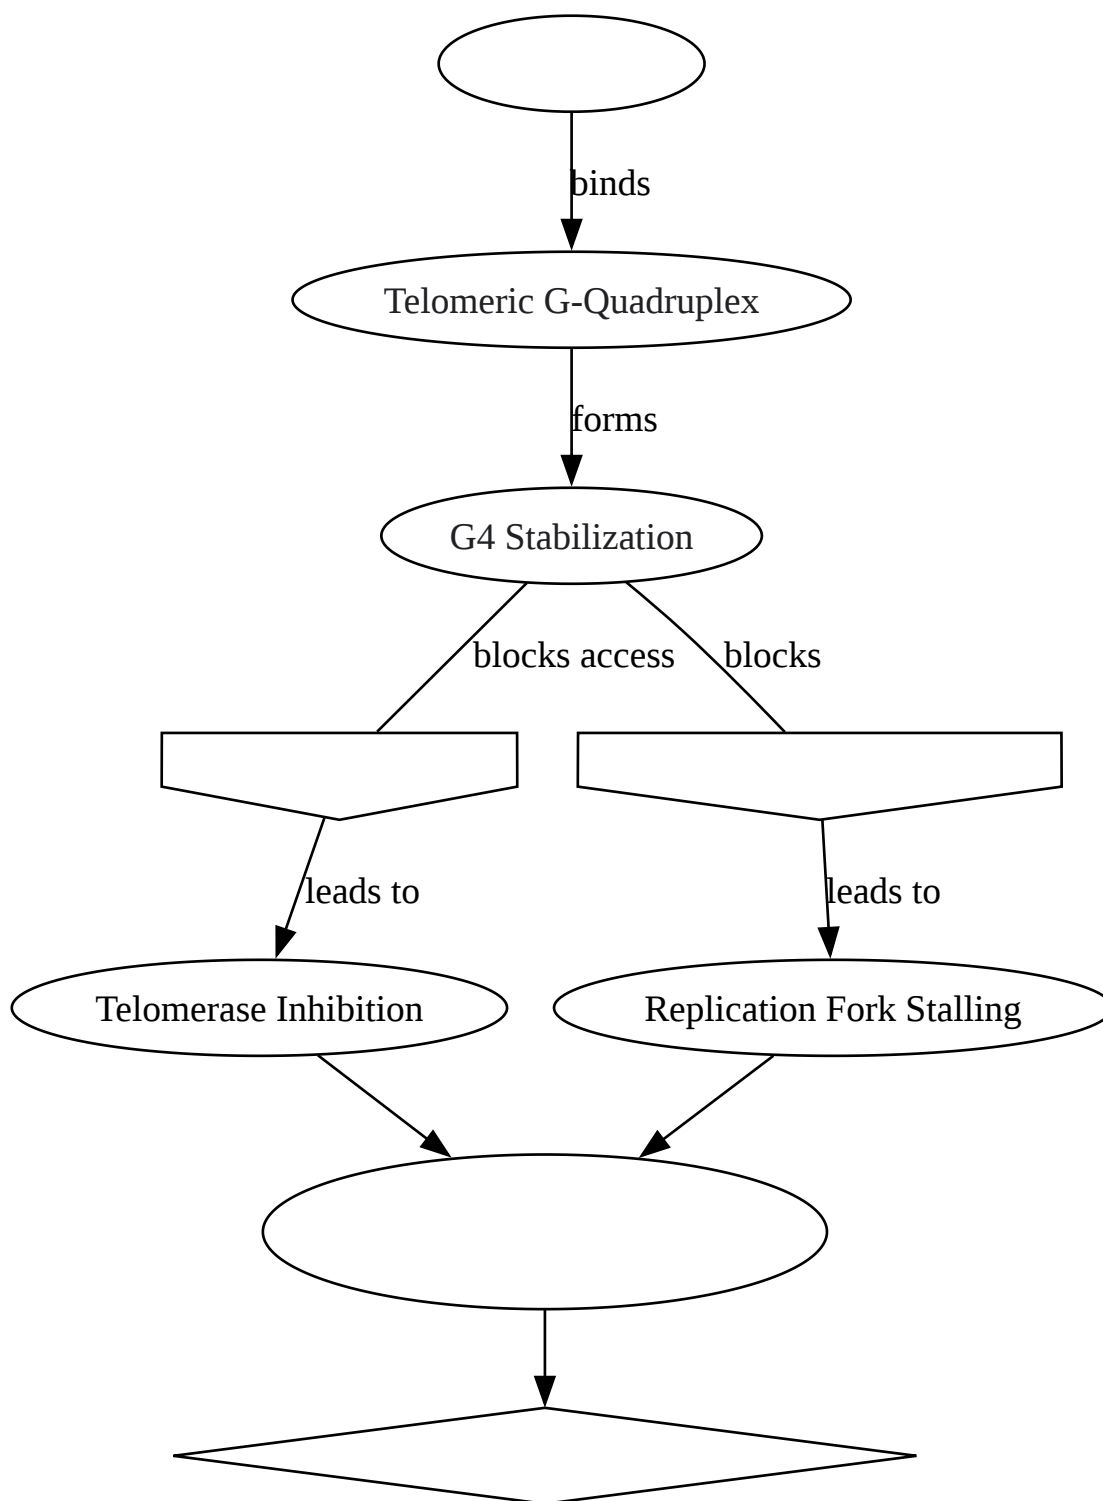 binds
Telomeric G-Quadruplex
forms
G4 Stabilization
blocks access
blocks
leads to
leads to
Telomerase Inhibition
Replication Fork Stalling